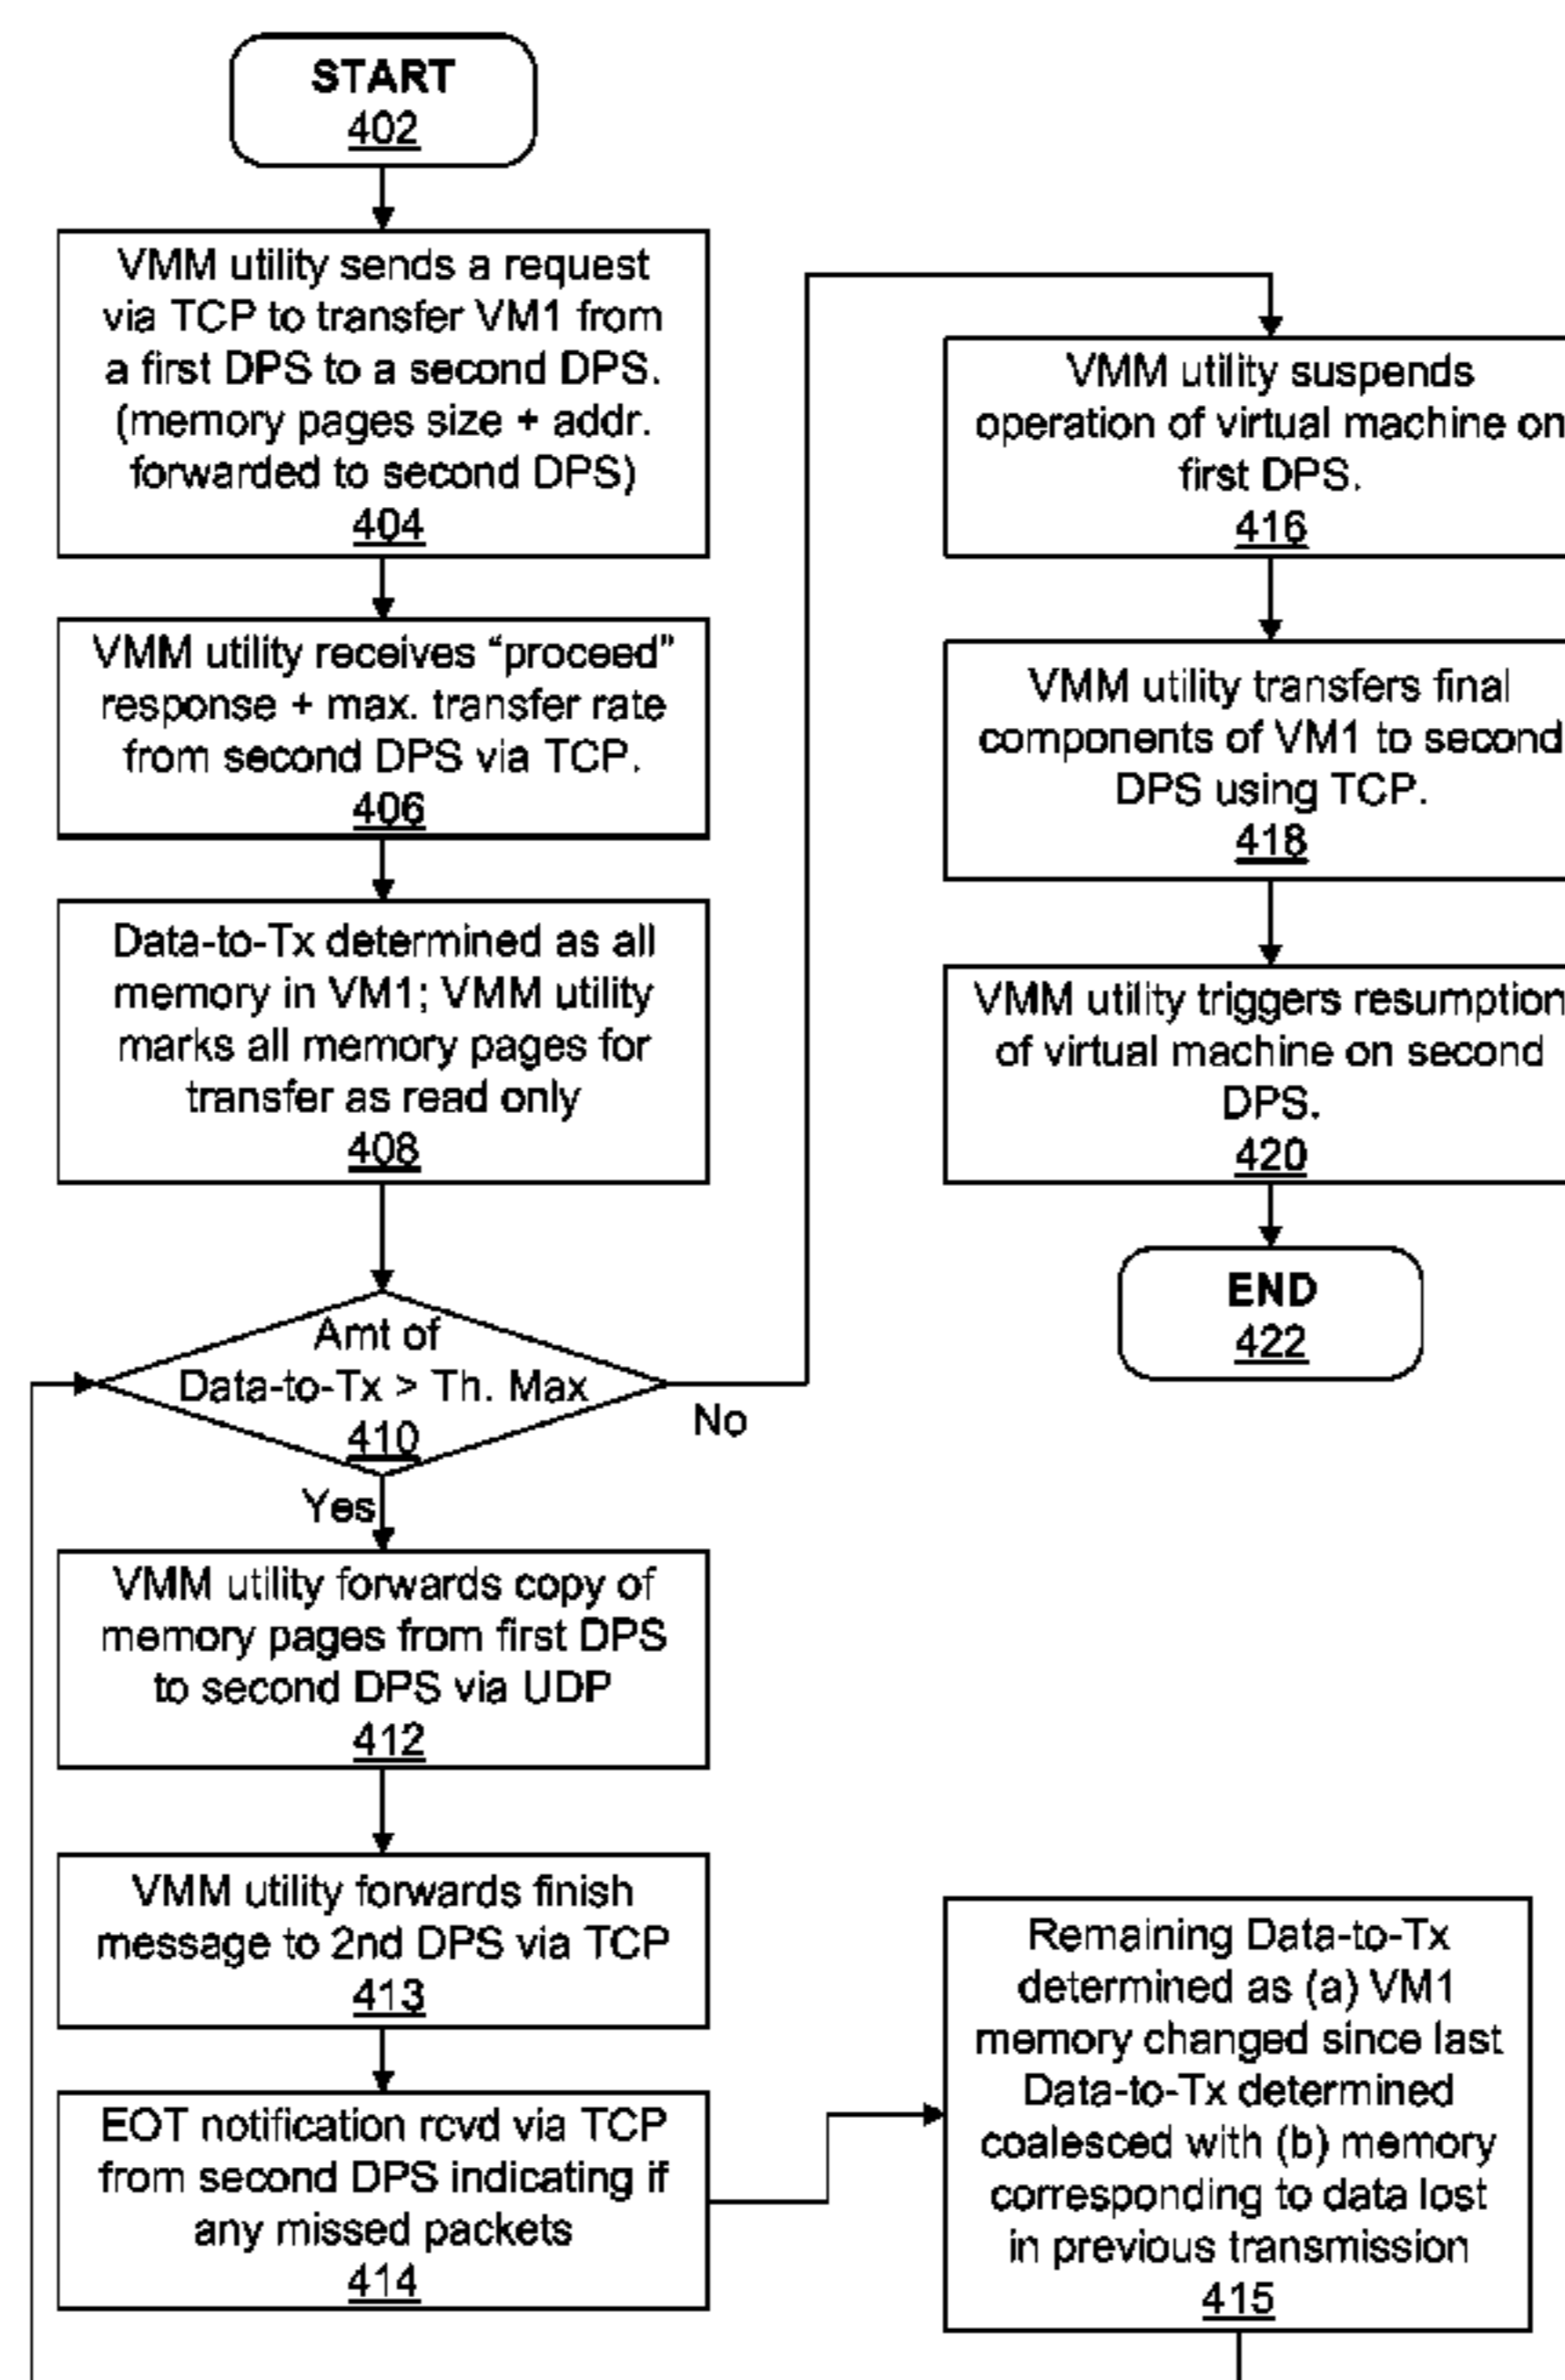 START
402
VMM utility sends a request
via TCP to transfer VM1 from
a first DPS to a second DPS.
(memory pages size + addr.
forwarded to second DPS)
404
VMM utility receives “proceed”
response + max. transfer rate
from second DPS via TCP.
406
Data-to-Tx determined as all
memory in VM1; VMM utility
marks all memory pages for
transfer as read only
408
Amt of
Data-to-Tx > Th. Max
410
No
Yes
VMM utility forwards copy of
memory pages from first DPS
to second DPS via UDP
412
VMM utility forwards finish
message to 2nd DPS via TCP
413
EOT notification rcvd via TCP
from second DPS indicating if
any missed packets
414
Remaining Data-to-Tx
determined as (a) VM1
memory changed since last
Data-to-Tx determined
coalesced with (b) memory
corresponding to data lost
in previous transmission
415
VMM utility suspends
operation of virtual machine on
first DPS.
416
VMM utility transfers final
components of VM1 to second
DPS using TCP.
418
VMM utility triggers resumption
of virtual machine on second
DPS.
420
END
422